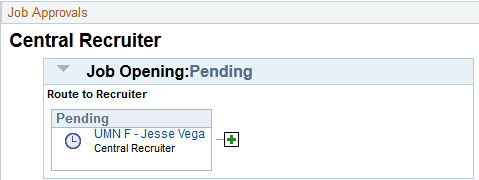 Job Approvals
Central Recruiter
Job Opening:Pending
Route to Recruiter
Pending
UMN F - Jesse Vega
Central Recruiter